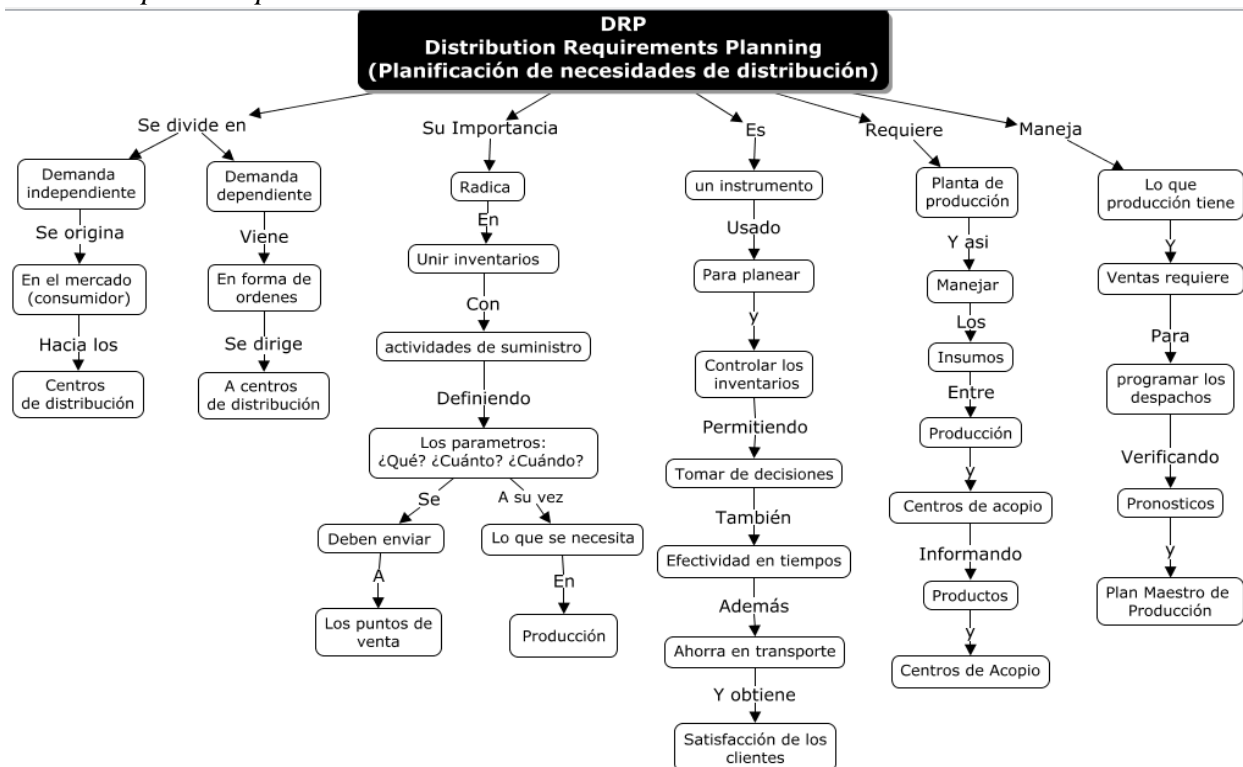 DRP
Distribution Requirements Planning
(Planificación de necesidades de distribución)
Se divide en
Demanda
independiente
Se origina
En el mercado
(consumidor)
Hacia los
Centros
de distribución
Demanda
dependiente
Viene
En forma de
ordenes
Se dirige
A centros
de distribución
Su Importancia
Radica
En
Unir inventarios
Con
actividades de suministro
Definiendo
Los parametros:
¿Qué? ¿Cuánto? ¿Cuándo?
Se
Deben enviar
A
Los puntos de
venta
A su vez
Lo que se necesita
En
Producción
Es
un instrumento
Usado
Para planear
y
Controlar los
inventarios
Permitiendo
Tomar de decisiones
También
Efectividad en tiempos
Además
Ahorra en transporte
Y obtiene
Satisfacción de los
clientes
Requiere
Planta de
producción
Y asi
Manejar
Los
Insumos
Entre
Producción
y
Centros de acopio
Informando
Productos
y
Centros de Acopio
Maneja
Lo que
producción tiene
Y
Ventas requiere
Para
programar los
despachos
Verificando
Pronosticos
y
Plan Maestro de
Producción